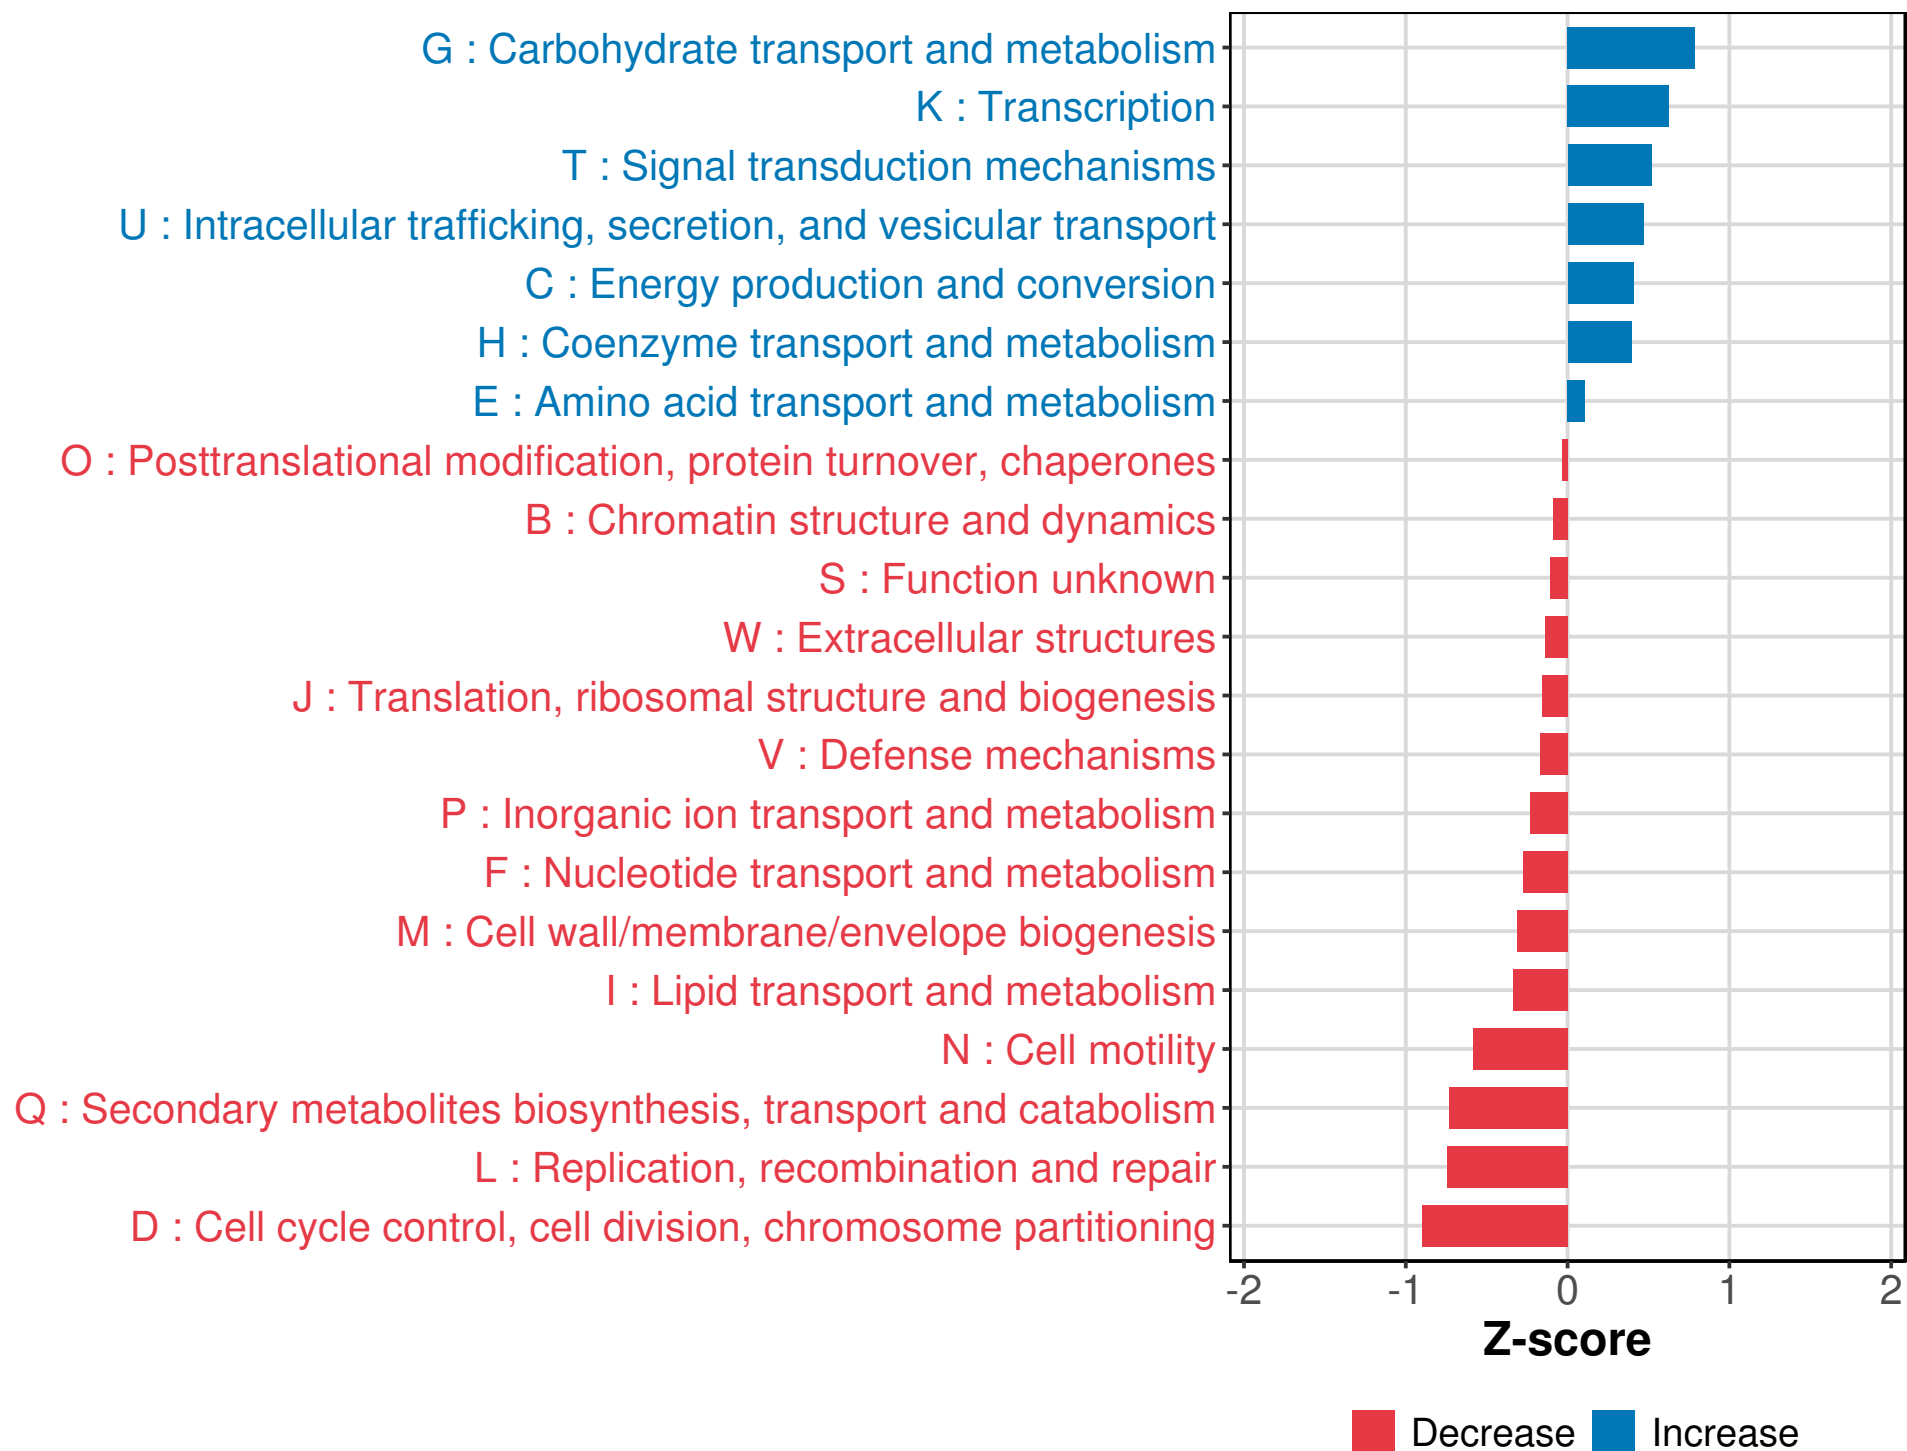 G : Carbohydrate transport and metabolism
K : Transcription
T : Signal transduction mechanisms
U : Intracellular trafficking, secretion, and vesicular transport
C : Energy production and conversion
H : Coenzyme transport and metabolism
E : Amino acid transport and metabolism
O : Posttranslational modification, protein turnover, chaperones
B : Chromatin structure and dynamics
S : Function unknown
W : Extracellular structures
J : Translation, ribosomal structure and biogenesis
V : Defense mechanisms
P : Inorganic ion transport and metabolism
F : Nucleotide transport and metabolism
M : Cell wall/membrane/envelope biogenesis
I : Lipid transport and metabolism
N : Cell motility
Q : Secondary metabolites biosynthesis, transport and catabolism
L : Replication, recombination and repair
D : Cell cycle control, cell division, chromosome partitioning
-2 -1 0 1 2
Z-score
Decrease Increase